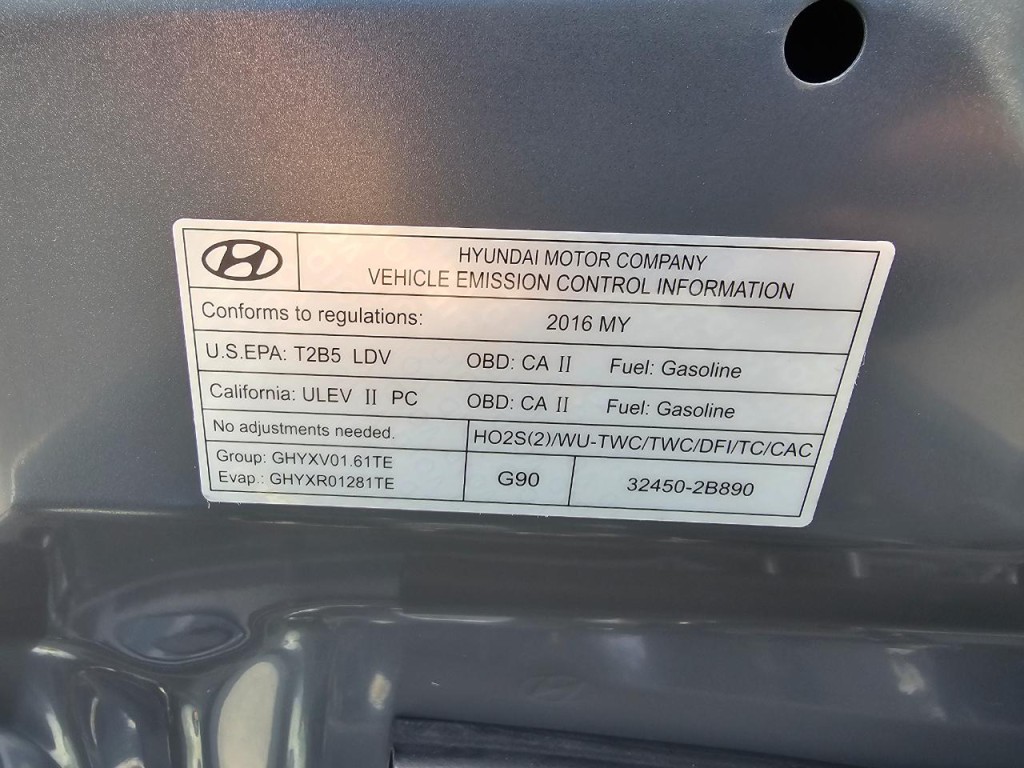 HYUNDAI MOTOR COMPANY
VEHICLE EMISSION CONTROL INFORMATION
Conforms to regulations: 2016 MY
U.S.EPA: T2B5 LDV OBD: CA II Fuel: Gasoline
California: ULEV II PC OBD: CA II Fuel: Gasoline
No adjustments needed. HO2S(2)/WU-TWC/TWC/DFI/TC/CAC
Group: GHYXV01.61TE
Evap.: GHYXR01281TE
G90 32450-2B890